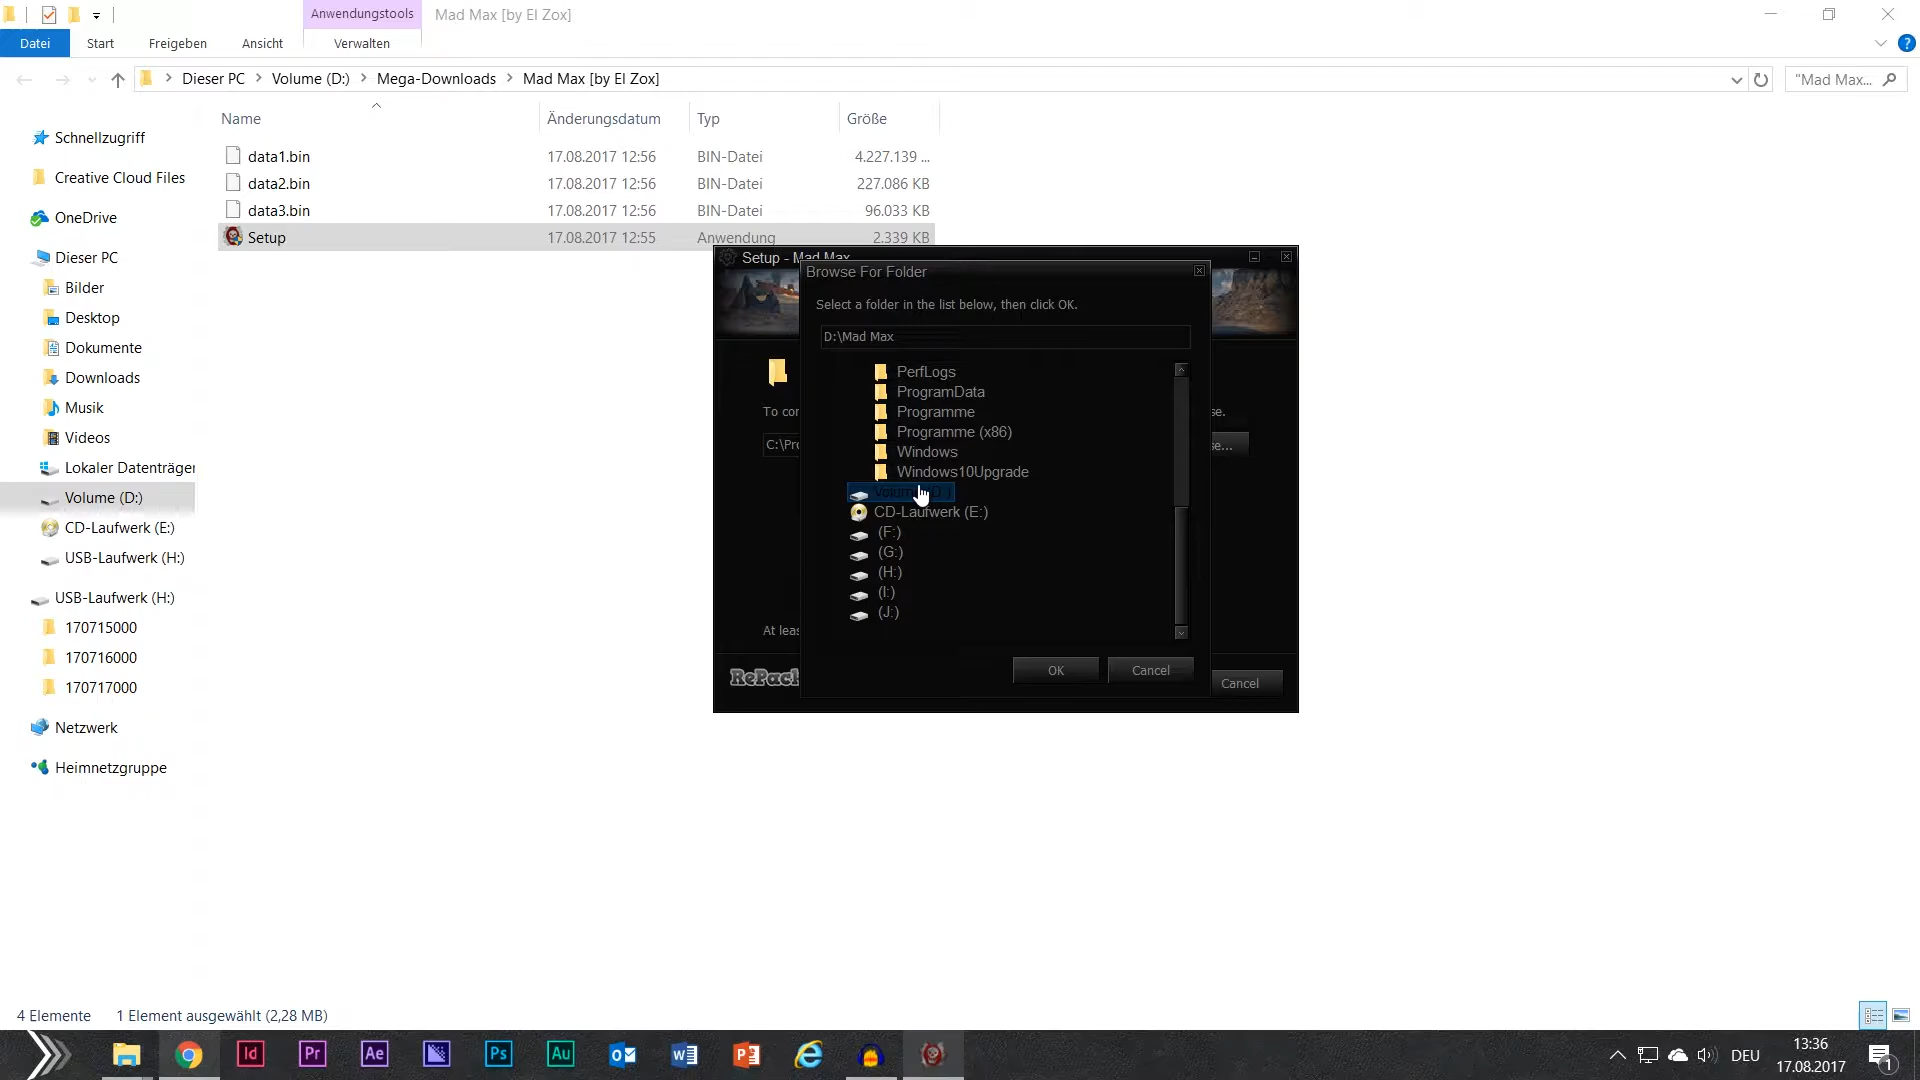 Anwendungstools
Mad Max [by El Zox]
Datei
Start
Freigeben
Ansicht
Verwalten
Dieser PC
Volume (D:)
Mega-Downloads
Mad Max [by El Zox]
"Mad Max...
Name
Änderungsdatum
Typ
Größe
data1.bin 17.08.2017 12:56 BIN-Datei 4.227.139 ...
data2.bin 17.08.2017 12:56 BIN-Datei 227.086 KB
data3.bin 17.08.2017 12:56 BIN-Datei 96.033 KB
Setup 17.08.2017 12:55 Anwendung 2.339 KB
Schnellzugriff
Creative Cloud Files
OneDrive
Dieser PC
Bilder
Desktop
Dokumente
Downloads
Musik
Videos
Lokaler Datenträger
Volume (D:)
CD-Laufwerk (E:)
USB-Laufwerk (H:)
USB-Laufwerk (H:)
170715000
170716000
170717000
Netzwerk
Heimnetzgruppe
Setup - Mad Max
Browse For Folder
Select a folder in the list below, then click OK.
D:\Mad Max
PerfLogs
ProgramData
Programme
Programme (x86)
Windows
Windows10Upgrade
CD-Laufwerk (E:)
(F:)
(G:)
(H:)
(I:)
(J:)
OK
Cancel
Cancel
4 Elemente
1 Element ausgewählt (2,28 MB)
Id
Pr
Ae
Ps
Au
DEU
13:36
17.08.2017
1